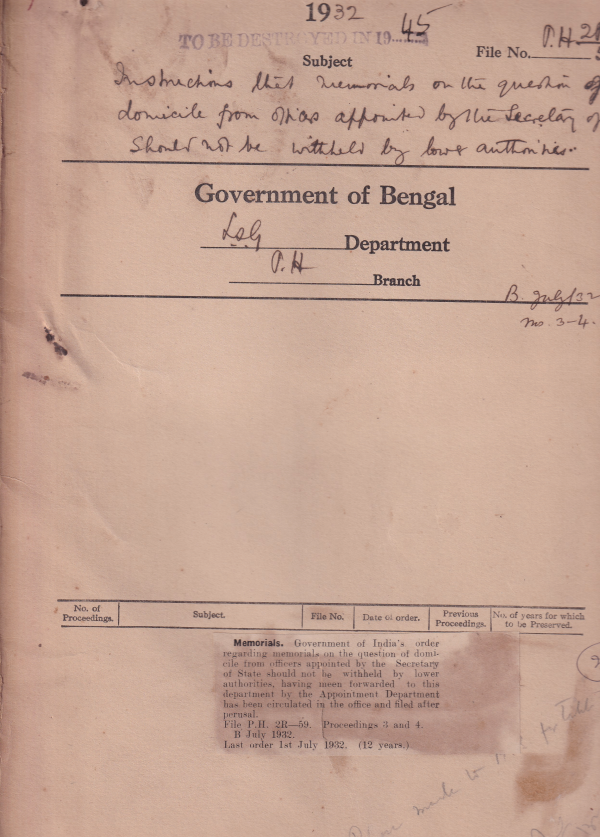 1932
TO BE DESTROYED IN 19 45
File No. P.H. 2R
Subject
Instructions that memorials on the question of
domicile from officers appointed by the Secretary of
Should not be withheld by lower authorities.
Government of Bengal
L.S.G Department
P.H Branch
B. July/32
no. 3-4.
No. of Proceedings. Subject. File No. Date of order. Previous Proceedings. No. of years for which to be Preserved.
Memorials. Government of India's order
regarding memorials on the question of domi-
cile from officers appointed by the Secretary
of State should not be withheld by lower
authorities, having meen forwarded to this
department by the Appointment Department
has been circulated in the office and filed after
perusal.
File P.H. 2R—59. Proceedings 3 and 4.
B July 1932.
Last order 1st July 1932. (12 years.)